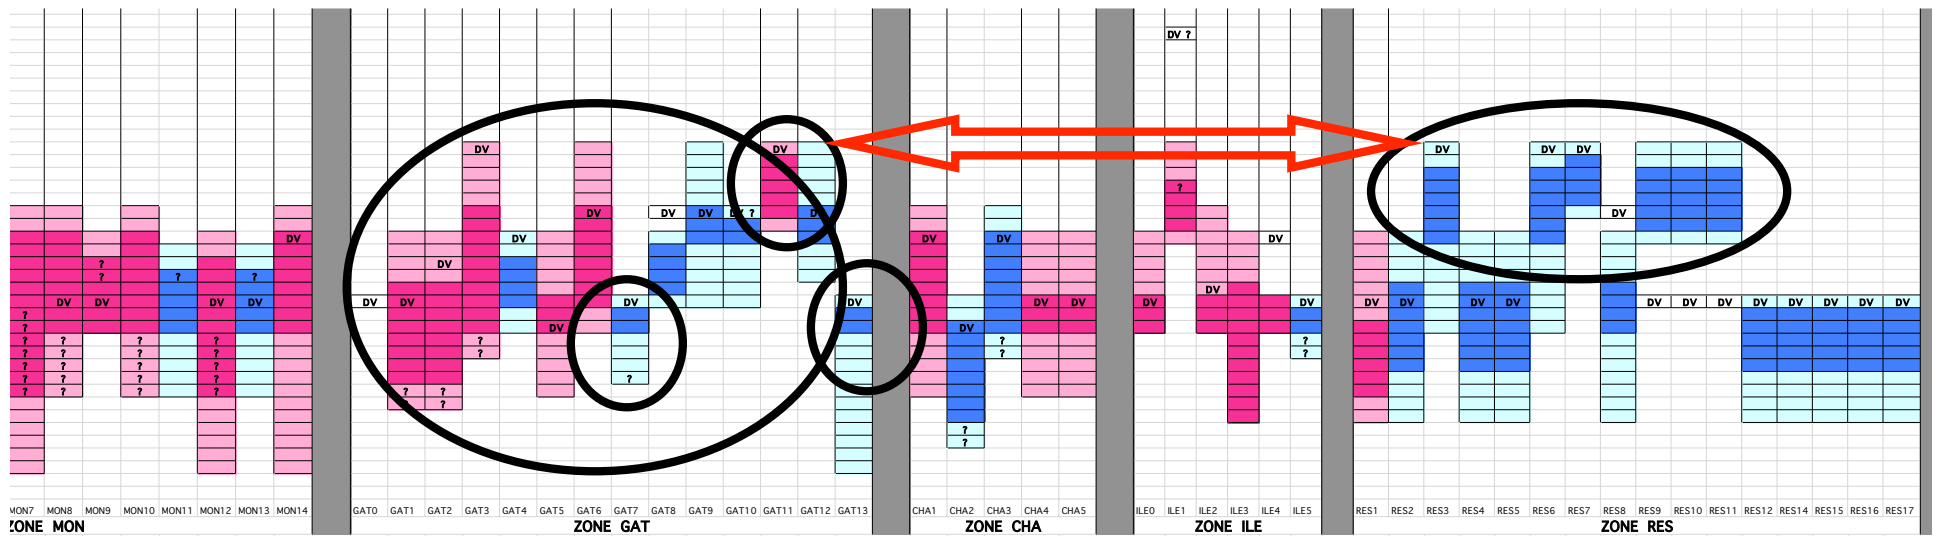 DV ?
DV DV DV DV DV
?
DV DV DV DV ? DV DV
DV DV DV DV DV
? DV
? ? ?
DV
DV DV DV DV DV DV DV DV DV DV DV DV DV DV DV DV DV DV DV DV DV DV DV DV
?
? DV DV
? ? ? ? ? ? ?
? ? ? ? ? ? ?
? ? ? ?
? ? ? ? ?
? ? ? ? ? ?
? ?
?
?
MON7 MON8 MON9 MON10 MON11 MON12 MON13 MON14 GAT0 GAT1 GAT2 GAT3 GAT4 GAT5 GAT6 GAT7 GAT8 GAT9 GAT10 GAT11 GAT12 GAT13 CHA1 CHA2 CHA3 CHA4 CHA5 ILE0 ILE1 ILE2 ILE3 ILE4 ILE5 RES1 RES2 RES3 RES4 RES5 RES6 RES7 RES8 RES9 RES10 RES11 RES12 RES14 RES15 RES16 RES17
ZONE MON ZONE GAT ZONE CHA ZONE ILE ZONE RES